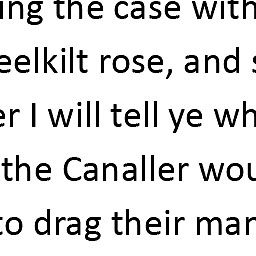 ing the case with
eelkilt rose, and s
er I will tell ye wh
the Canaller wou
to drag their man